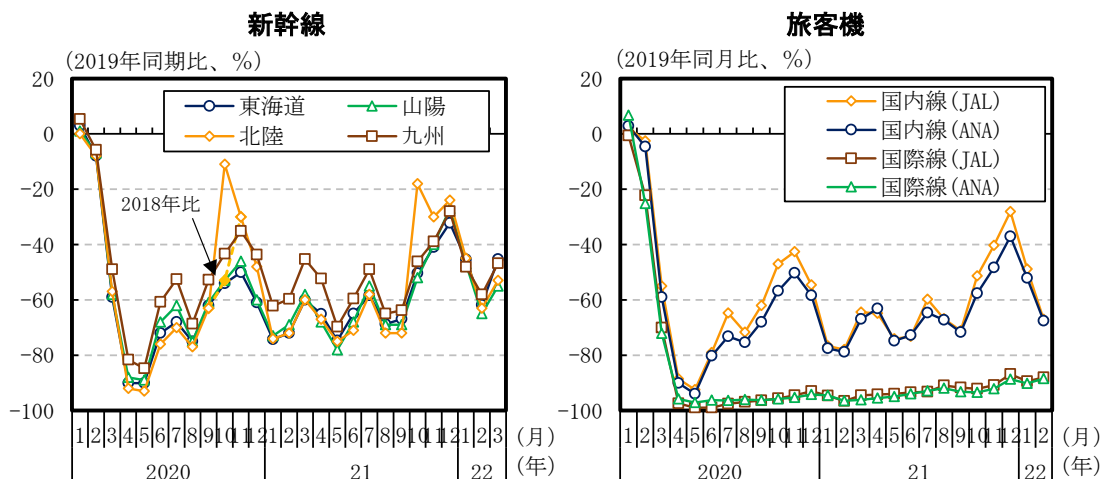 新幹線
(2019年同期比、%)
東海道
山陽
北陸
九州
2018年比
20
0
-20
-40
-60
-80
-100
1 2 3 4 5 6 7 8 9 10 11 12 1 2 3 4 5 6 7 8 9 10 11 12 1 2 3 (月)
2020 21 22 (年)
旅客機
(2019年同月比、%)
国内線(JAL)
国内線(ANA)
国際線(JAL)
国際線(ANA)
20
0
-20
-40
-60
-80
-100
1 2 3 4 5 6 7 8 9 10 11 12 1 2 3 4 5 6 7 8 9 10 11 12 1 2 (月)
2020 21 22 (年)